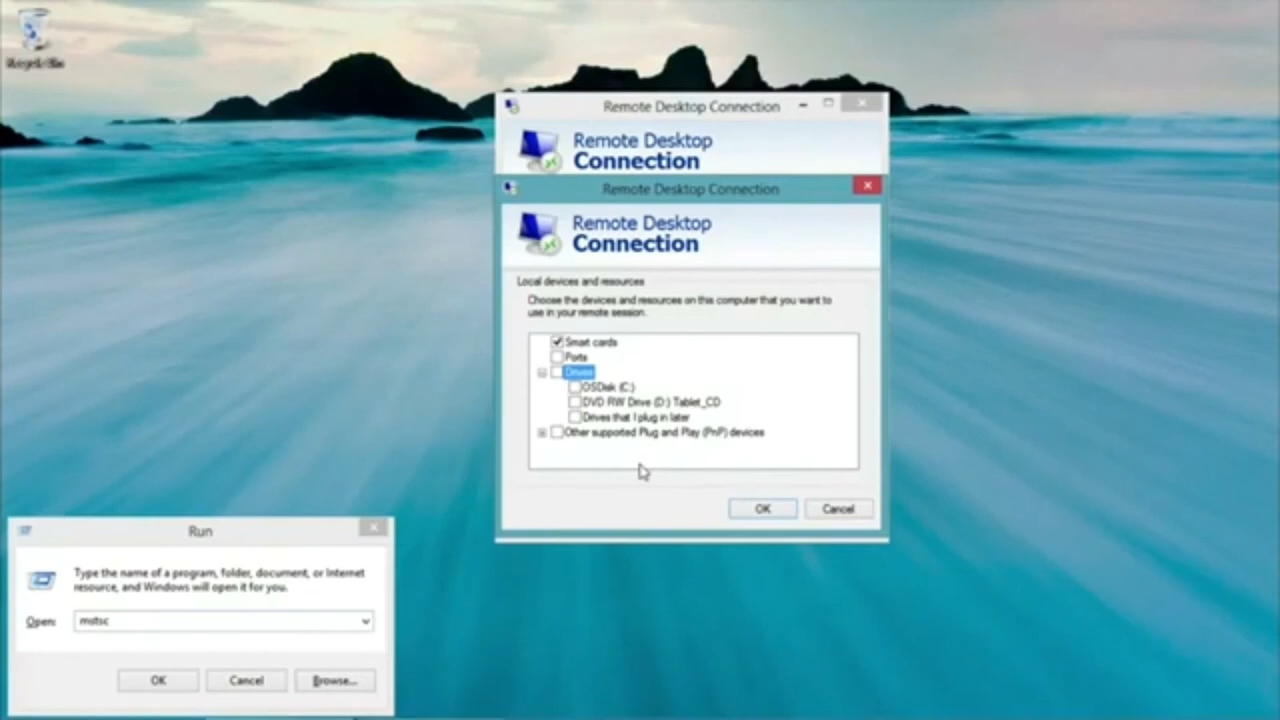 Recycle Bin
Remote Desktop Connection
Remote Desktop
Connection
Remote Desktop Connection
Remote Desktop
Connection
Local devices and resources
Choose the devices and resources on this computer that you want to
use in your remote session.
Smart cards
Ports
Drives
OSDisk (C:)
DVD RW Drive (D:) Tablet_CD
Drives that I plug in later
Other supported Plug and Play (PnP) devices
OK
Cancel
Run
Type the name of a program, folder, document, or Internet
resource, and Windows will open it for you.
Open:
mstsc
OK
Cancel
Browse...